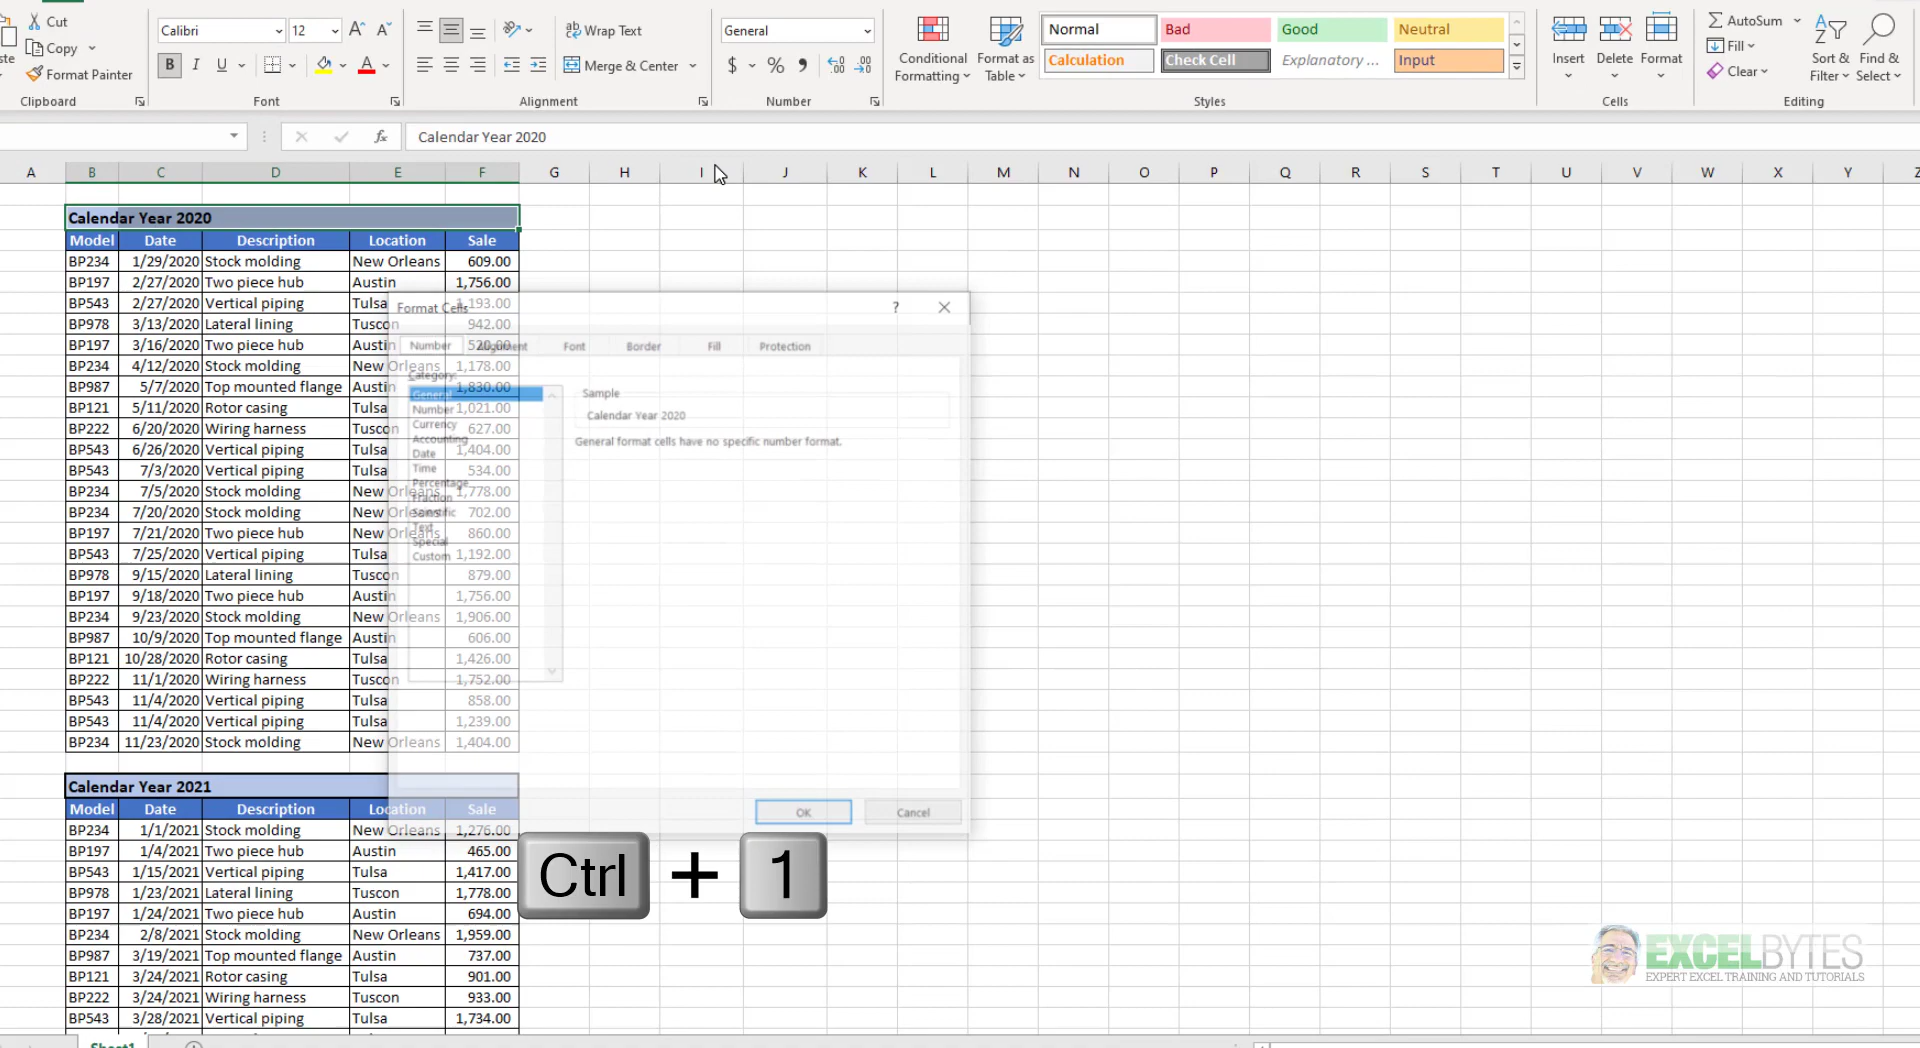 Cut
Copy
Format Painter
Clipboard
Calibri 12
B I U A
Font
ab Wrap Text
Merge & Center
Alignment
General
$ % ,
Number
Conditional Formatting
Format as Table
Normal Bad Good Neutral
Calculation Check Cell Explanatory ... Input
Styles
Insert Delete Format
Cells
AutoSum
Fill
Clear
Sort & Filter
Find & Select
Editing
fx Calendar Year 2020
A B C D E F G H I J K L M N O P Q R S T U V W X Y Z
Calendar Year 2020
Model Date Description Location Sale
BP234 1/29/2020 Stock molding New Orleans 609.00
BP197 2/27/2020 Two piece hub Austin 1,756.00
BP543 2/27/2020 Vertical piping Tulsa 1,193.00
BP978 3/13/2020 Lateral lining Tuscon 942.00
BP197 3/16/2020 Two piece hub Austin 520.00
BP234 4/12/2020 Stock molding New Orleans 1,178.00
BP987 5/7/2020 Top mounted flange Austin 1,830.00
BP121 5/11/2020 Rotor casing Tulsa 1,021.00
BP222 6/20/2020 Wiring harness Tuscon 627.00
BP543 6/26/2020 Vertical piping Tulsa 1,404.00
BP543 7/3/2020 Vertical piping Tulsa 534.00
BP234 7/5/2020 Stock molding New Orleans 1,778.00
BP234 7/20/2020 Stock molding New Orleans 702.00
BP197 7/21/2020 Two piece hub New Orleans 860.00
BP543 7/25/2020 Vertical piping Tulsa 1,192.00
BP978 9/15/2020 Lateral lining Tuscon 879.00
BP197 9/18/2020 Two piece hub Austin 1,756.00
BP234 9/23/2020 Stock molding New Orleans 1,906.00
BP987 10/9/2020 Top mounted flange Austin 606.00
BP121 10/28/2020 Rotor casing Tulsa 1,426.00
BP222 11/1/2020 Wiring harness Tuscon 1,752.00
BP543 11/4/2020 Vertical piping Tulsa 858.00
BP543 11/4/2020 Vertical piping Tulsa 1,239.00
BP234 11/23/2020 Stock molding New Orleans 1,404.00
Format Cells ?
Number Alignment Font Border Fill Protection
Category:
General
Number
Currency
Accounting
Date
Time
Percentage
Fraction
Scientific
Text
Special
Custom
Sample
Calendar Year 2020
General format cells have no specific number format.
OK Cancel
Calendar Year 2021
Model Date Description Location Sale
BP234 1/1/2021 Stock molding New Orleans 1,276.00
BP197 1/4/2021 Two piece hub Austin 465.00
BP543 1/15/2021 Vertical piping Tulsa 1,417.00
BP978 1/23/2021 Lateral lining Tuscon 1,778.00
BP197 1/24/2021 Two piece hub Austin 694.00
BP234 2/8/2021 Stock molding New Orleans 1,959.00
BP987 3/19/2021 Top mounted flange Austin 737.00
BP121 3/24/2021 Rotor casing Tulsa 901.00
BP222 3/24/2021 Wiring harness Tuscon 933.00
BP543 3/28/2021 Vertical piping Tulsa 1,734.00
Ctrl + 1
EXCELBYTES
EXPERT EXCEL TRAINING AND TUTORIALS
Sheet1